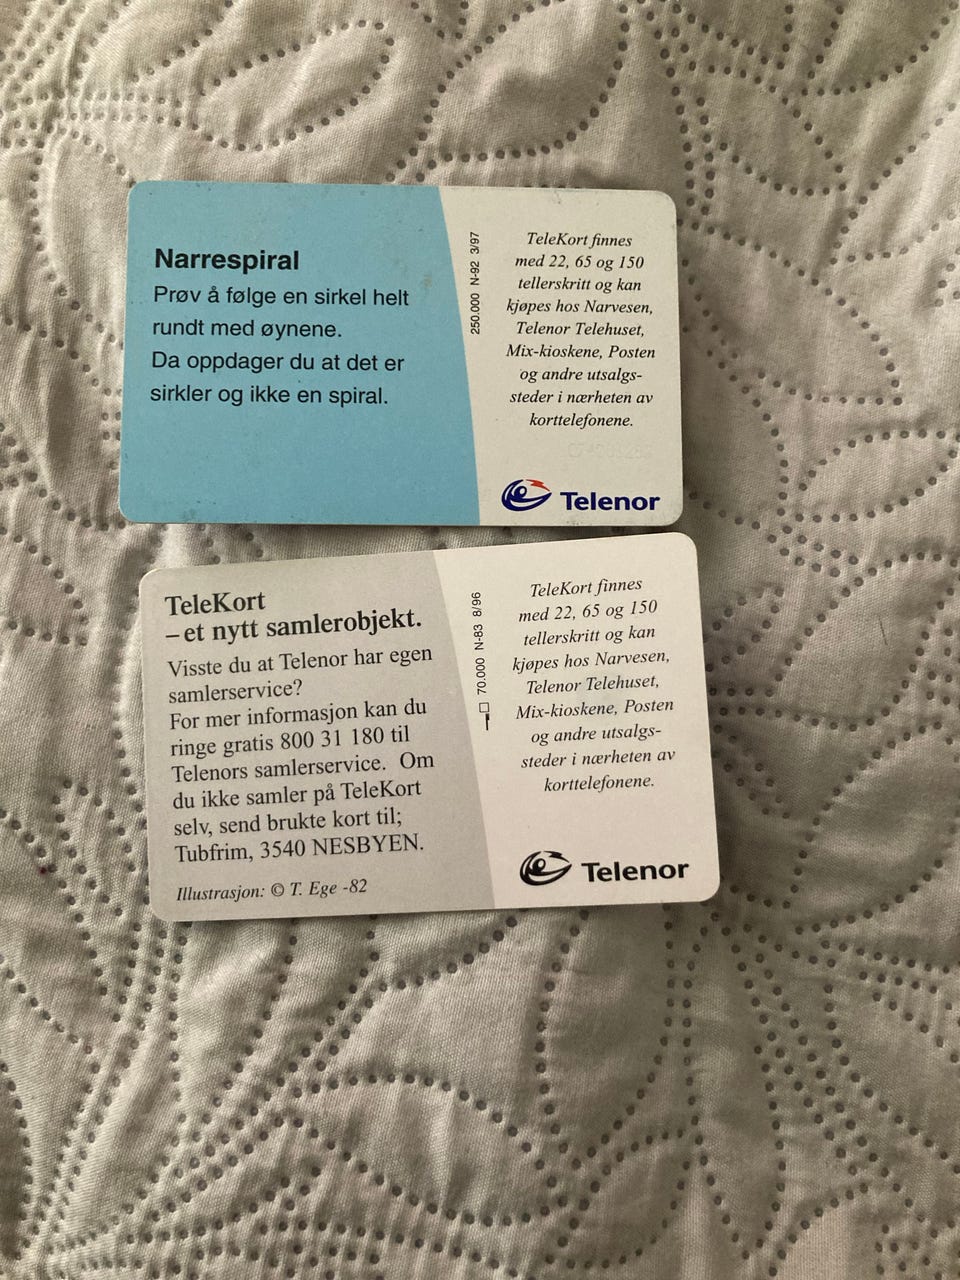 Narrespiral
Prøv å følge en sirkel helt
rundt med øynene.
Da oppdager du at det er
sirkler og ikke en spiral.
250.000 N-92 3/97
TeleKort finnes
med 22, 65 og 150
tellerskritt og kan
kjøpes hos Narvesen,
Telenor Telehuset,
Mix-kioskene, Posten
og andre utsalgs-
steder i nærheten av
korttelefonene.
Telenor
TeleKort
– et nytt samlerobjekt.
Visste du at Telenor har egen
samlerservice?
For mer informasjon kan du
ringe gratis 800 31 180 til
Telenors samlerservice. Om
du ikke samler på TeleKort
selv, send brukte kort til;
Tubfrim, 3540 NESBYEN.
Illustrasjon: © T. Ege -82
70.000 N-83 8/96
TeleKort finnes
med 22, 65 og 150
tellerskritt og kan
kjøpes hos Narvesen,
Telenor Telehuset,
Mix-kioskene, Posten
og andre utsalgs-
steder i nærheten av
korttelefonene.
Telenor